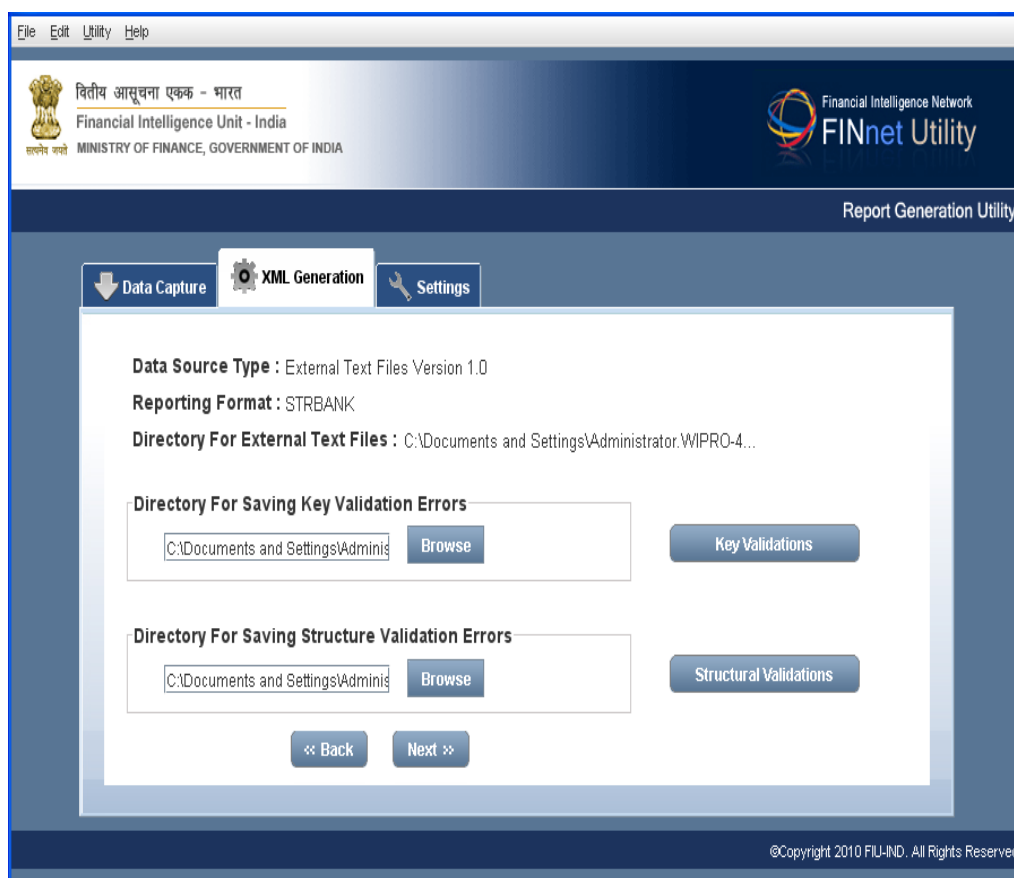 File Edit Utility Help
वित्तीय आसूचना एकक - भारत
Financial Intelligence Unit - India
सत्यमेव जयते MINISTRY OF FINANCE, GOVERNMENT OF INDIA
Financial Intelligence Network
FINnet Utility
Report Generation Utility
Data Capture XML Generation Settings
Data Source Type : External Text Files Version 1.0
Reporting Format : STRBANK
Directory For External Text Files : C:\Documents and Settings\Administrator.WIPRO-4...
Directory For Saving Key Validation Errors
C:\Documents and Settings\Adminis Browse Key Validations
Directory For Saving Structure Validation Errors
C:\Documents and Settings\Adminis Browse Structural Validations
<< Back Next >>
©Copyright 2010 FIU-IND. All Rights Reserved